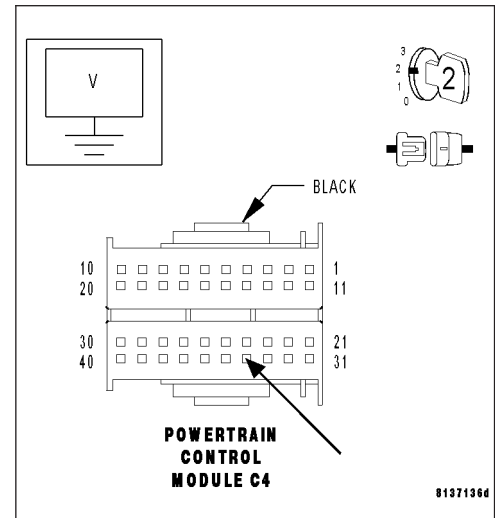 V
3
2
1
0
2
BLACK
10 1
20 11
30 21
40 31
POWERTRAIN
CONTROL
MODULE C4
8137136d